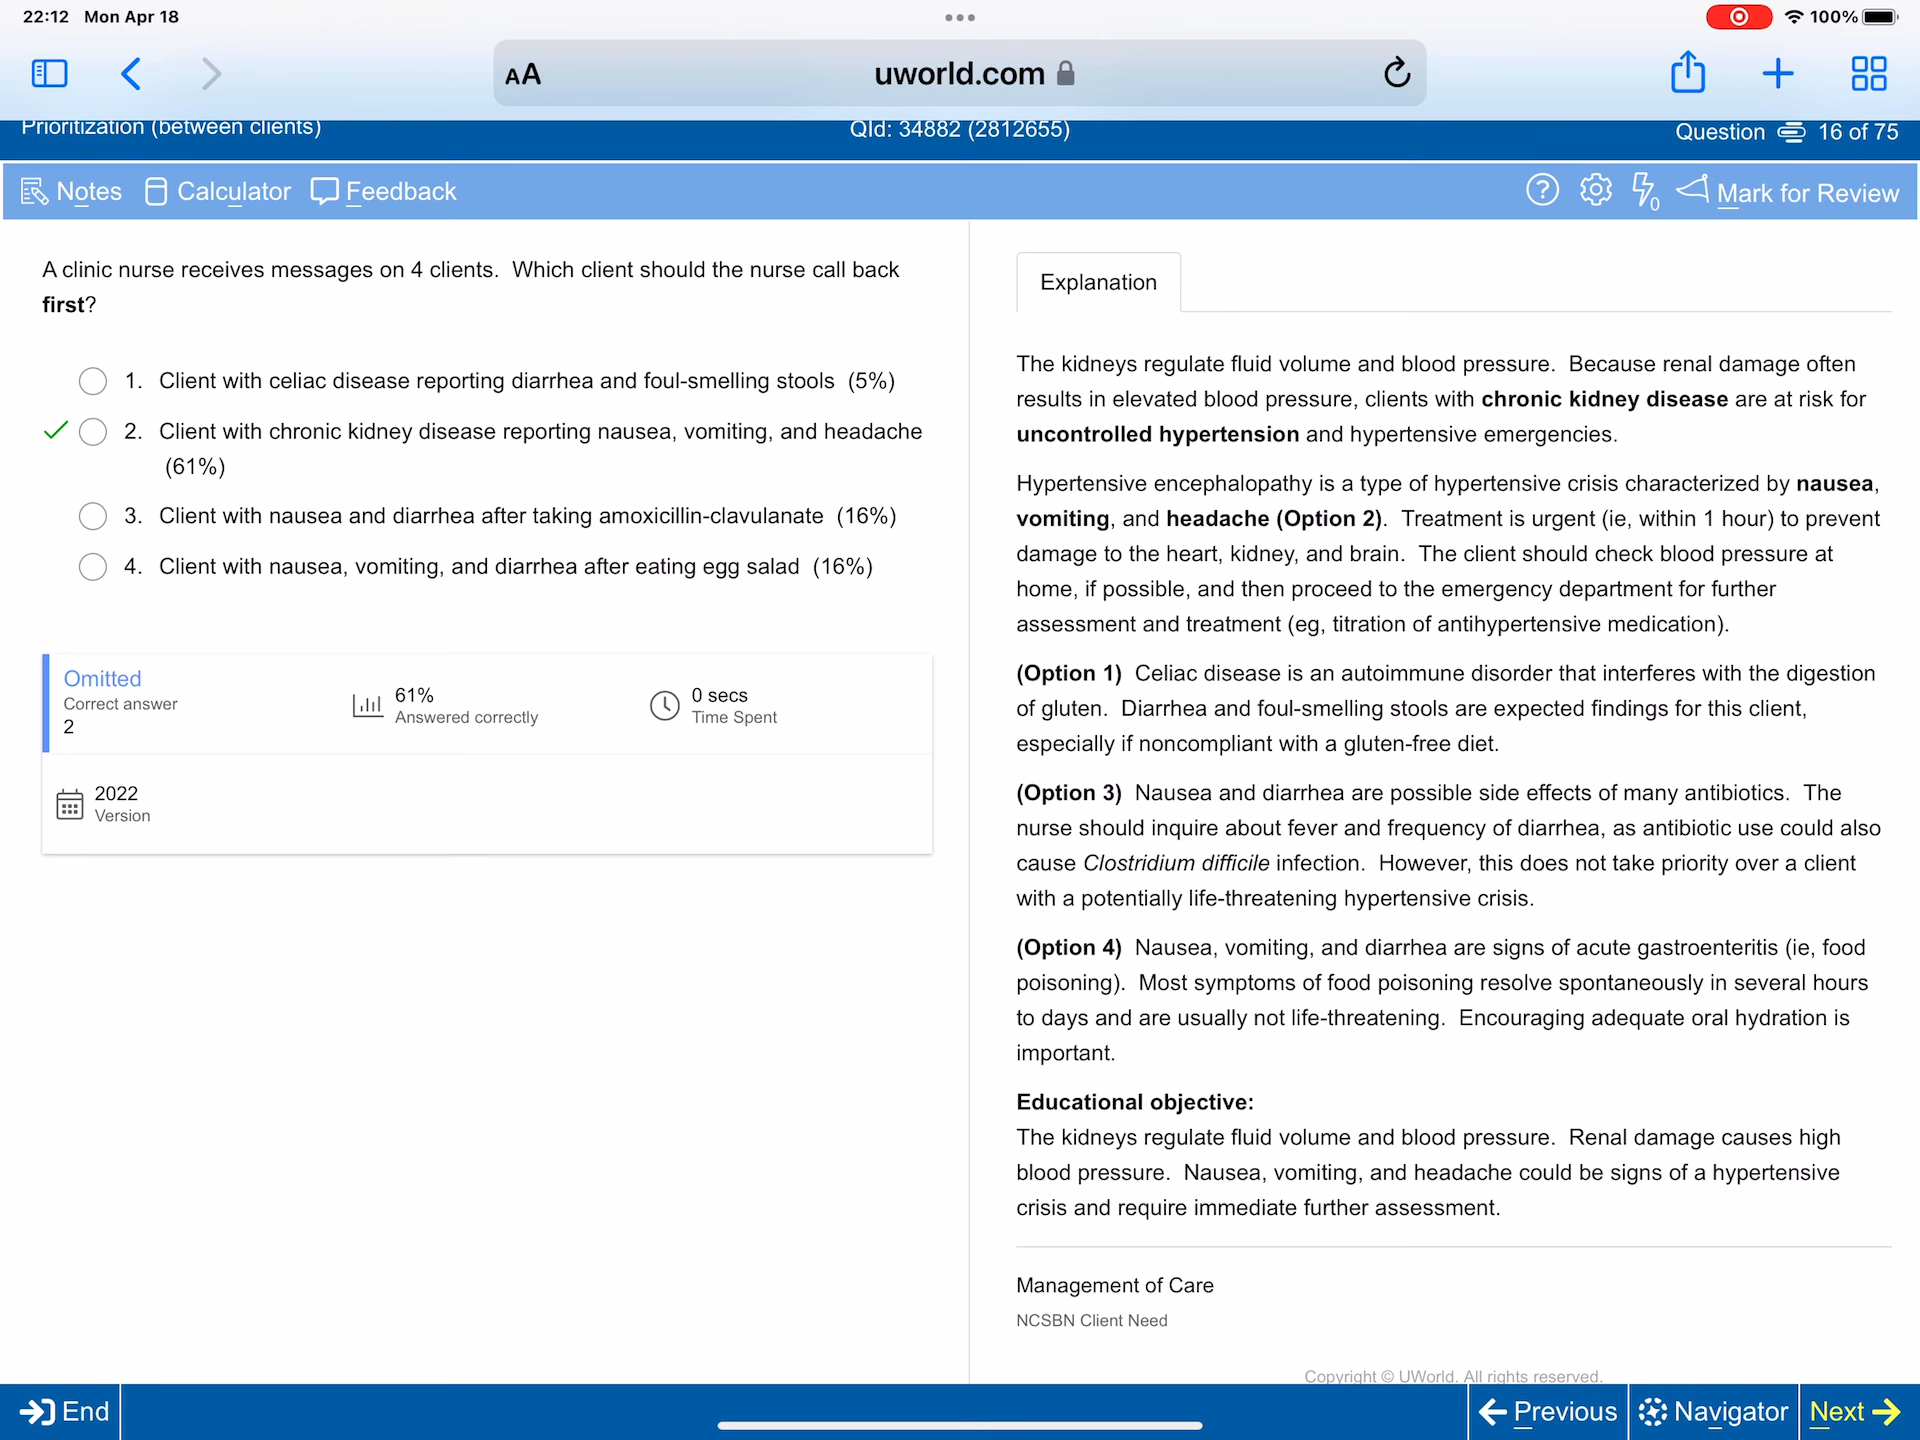 22:12 Mon Apr 18
100%
AA
uworld.com
Prioritization (between clients)
QId: 34882 (2812655)
Question 16 of 75
Notes
Calculator
Feedback
0
Mark for Review
A clinic nurse receives messages on 4 clients. Which client should the nurse call back
first?
1. Client with celiac disease reporting diarrhea and foul-smelling stools (5%)
2. Client with chronic kidney disease reporting nausea, vomiting, and headache
(61%)
3. Client with nausea and diarrhea after taking amoxicillin-clavulanate (16%)
4. Client with nausea, vomiting, and diarrhea after eating egg salad (16%)
Omitted
Correct answer
2
61%
Answered correctly
0 secs
Time Spent
2022
Version
Explanation
The kidneys regulate fluid volume and blood pressure. Because renal damage often
results in elevated blood pressure, clients with chronic kidney disease are at risk for
uncontrolled hypertension and hypertensive emergencies.
Hypertensive encephalopathy is a type of hypertensive crisis characterized by nausea,
vomiting, and headache (Option 2). Treatment is urgent (ie, within 1 hour) to prevent
damage to the heart, kidney, and brain. The client should check blood pressure at
home, if possible, and then proceed to the emergency department for further
assessment and treatment (eg, titration of antihypertensive medication).
(Option 1) Celiac disease is an autoimmune disorder that interferes with the digestion
of gluten. Diarrhea and foul-smelling stools are expected findings for this client,
especially if noncompliant with a gluten-free diet.
(Option 3) Nausea and diarrhea are possible side effects of many antibiotics. The
nurse should inquire about fever and frequency of diarrhea, as antibiotic use could also
cause Clostridium difficile infection. However, this does not take priority over a client
with a potentially life-threatening hypertensive crisis.
(Option 4) Nausea, vomiting, and diarrhea are signs of acute gastroenteritis (ie, food
poisoning). Most symptoms of food poisoning resolve spontaneously in several hours
to days and are usually not life-threatening. Encouraging adequate oral hydration is
important.
Educational objective:
The kidneys regulate fluid volume and blood pressure. Renal damage causes high
blood pressure. Nausea, vomiting, and headache could be signs of a hypertensive
crisis and require immediate further assessment.
Management of Care
NCSBN Client Need
Copyright © UWorld. All rights reserved.
End
Previous
Navigator
Next